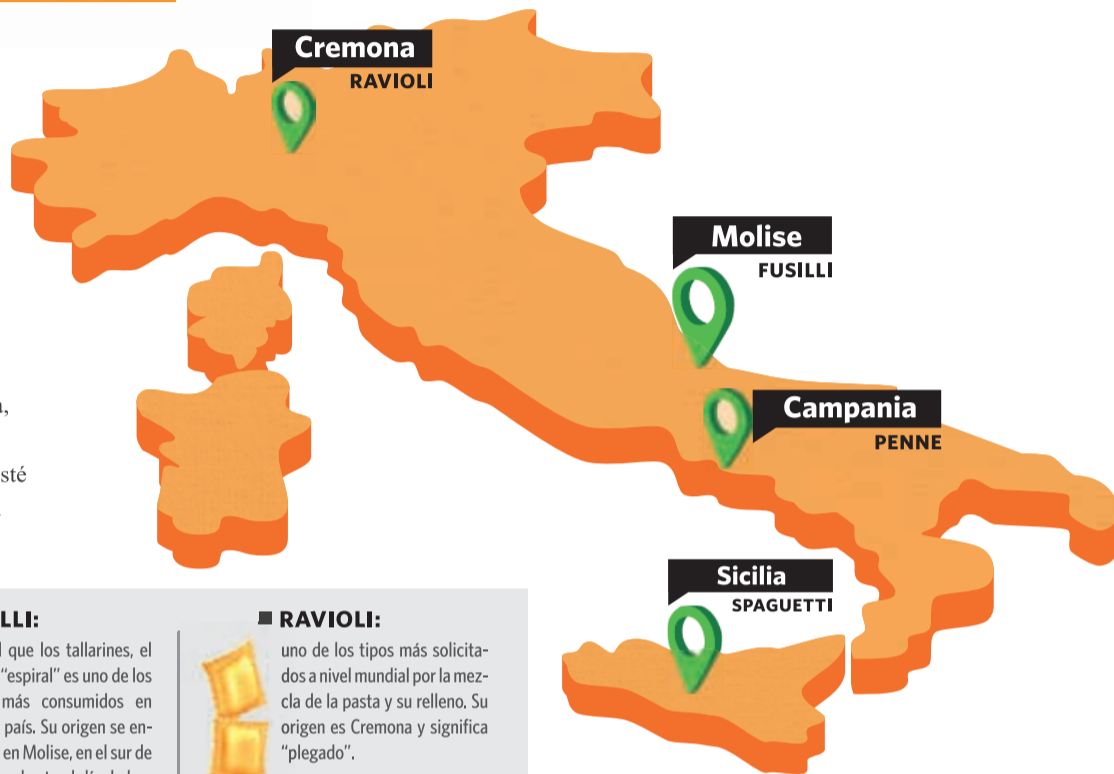 Cremona
RAVIOLI
Molise
FUSILLI
Campania
PENNE
Sicilia
SPAGUETTI
sté
LLI:
que los tallarines, el
"espiral" es uno de los
más consumidos en
país. Su origen se en-
en Molise, en el sur de
■ RAVIOLI:
uno de los tipos más solicita-
dos a nivel mundial por la mez-
cla de la pasta y su relleno. Su
origen es Cremona y significa
"plegado".